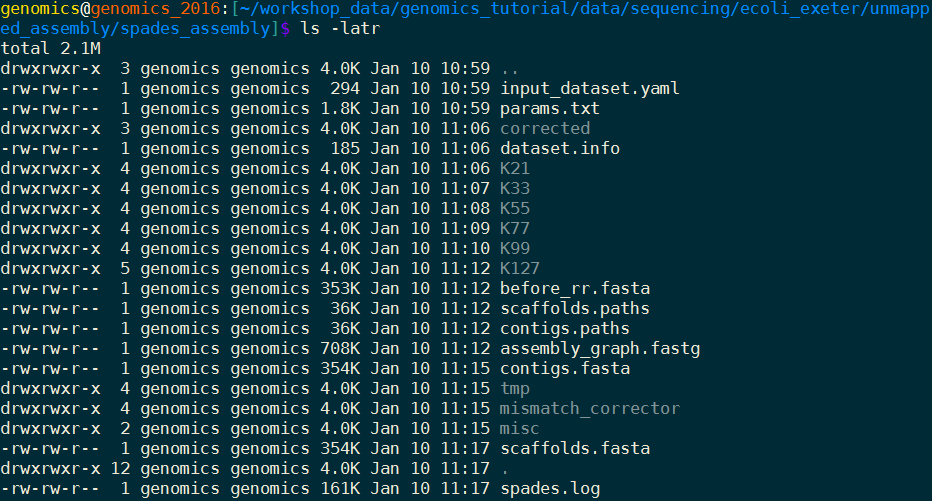 genomics@genomics_2016:[~/workshop_data/genomics_tutorial/data/sequencing/ecoli_exeter/unmapp
ed_assembly/spades_assembly]$ ls -latr
total 2.1M
drwxrwxr-x  3 genomics genomics 4.0K Jan 10 10:59 ..
-rw-rw-r--  1 genomics genomics  294 Jan 10 10:59 input_dataset.yaml
-rw-rw-r--  1 genomics genomics 1.8K Jan 10 10:59 params.txt
drwxrwxr-x  3 genomics genomics 4.0K Jan 10 11:06 corrected
-rw-rw-r--  1 genomics genomics  185 Jan 10 11:06 dataset.info
drwxrwxr-x  4 genomics genomics 4.0K Jan 10 11:06 K21
drwxrwxr-x  4 genomics genomics 4.0K Jan 10 11:07 K33
drwxrwxr-x  4 genomics genomics 4.0K Jan 10 11:08 K55
drwxrwxr-x  4 genomics genomics 4.0K Jan 10 11:09 K77
drwxrwxr-x  4 genomics genomics 4.0K Jan 10 11:10 K99
drwxrwxr-x  5 genomics genomics 4.0K Jan 10 11:12 K127
-rw-rw-r--  1 genomics genomics 353K Jan 10 11:12 before_rr.fasta
-rw-rw-r--  1 genomics genomics  36K Jan 10 11:12 scaffolds.paths
-rw-rw-r--  1 genomics genomics  36K Jan 10 11:12 contigs.paths
-rw-rw-r--  1 genomics genomics 708K Jan 10 11:12 assembly_graph.fastg
-rw-rw-r--  1 genomics genomics 354K Jan 10 11:15 contigs.fasta
drwxrwxr-x  4 genomics genomics 4.0K Jan 10 11:15 tmp
drwxrwxr-x  4 genomics genomics 4.0K Jan 10 11:15 mismatch_corrector
drwxrwxr-x  2 genomics genomics 4.0K Jan 10 11:15 misc
-rw-rw-r--  1 genomics genomics 354K Jan 10 11:17 scaffolds.fasta
drwxrwxr-x 12 genomics genomics 4.0K Jan 10 11:17 .
-rw-rw-r--  1 genomics genomics 161K Jan 10 11:17 spades.log